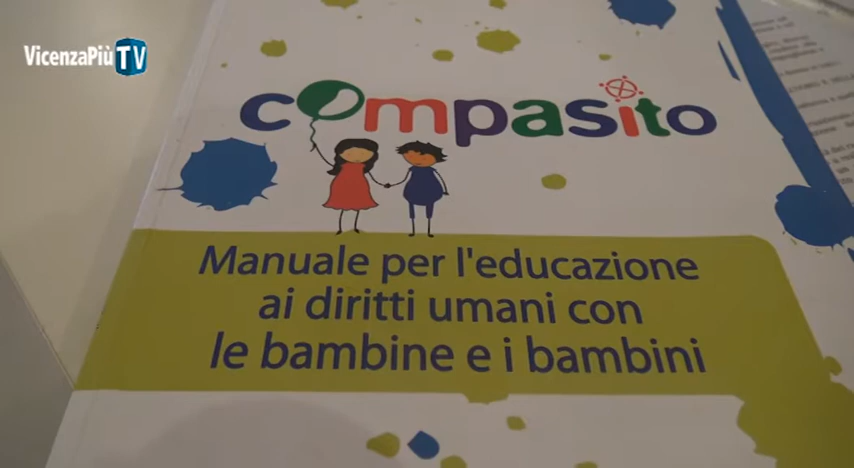 VicenzaPiù TV
compasito
Manuale per l'educazione
ai diritti umani con
le bambine e i bambini